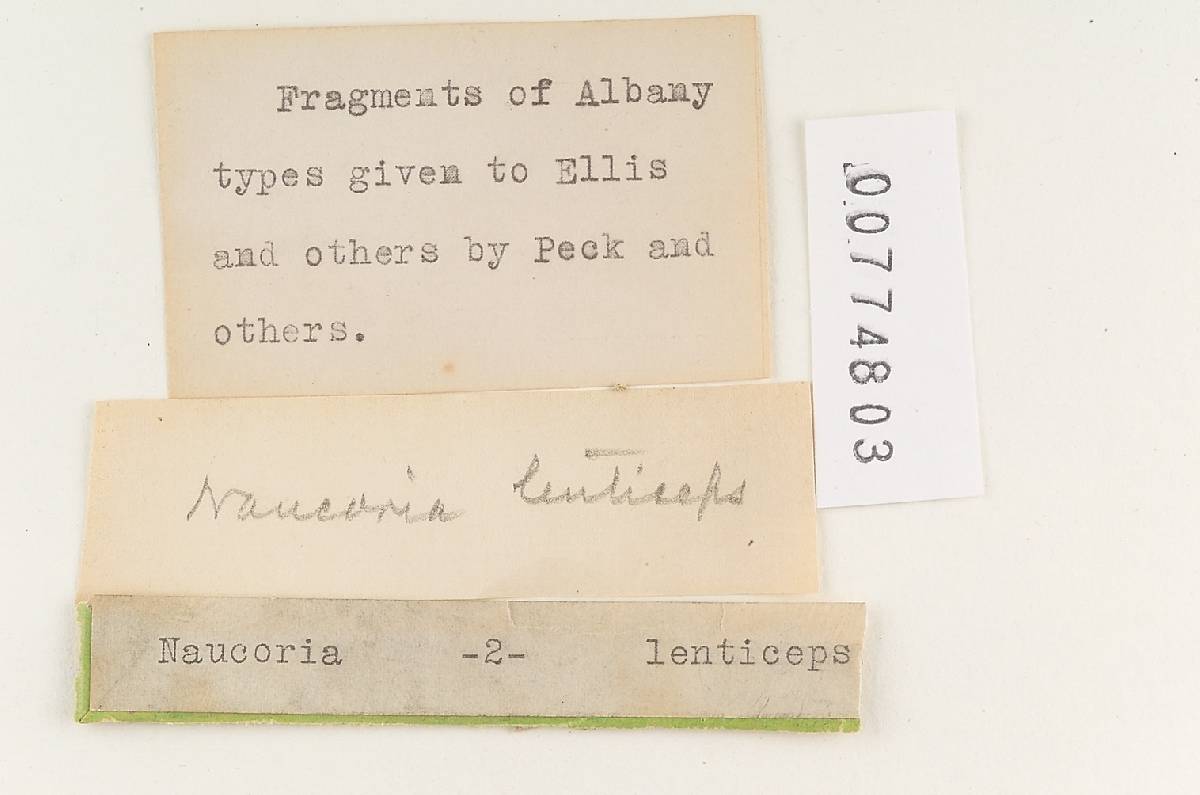 Fragments of Albany
types given to Ellis
and others by Peck and
others.
00774803
Naucoria lenticeps
Naucoria -2- lenticeps